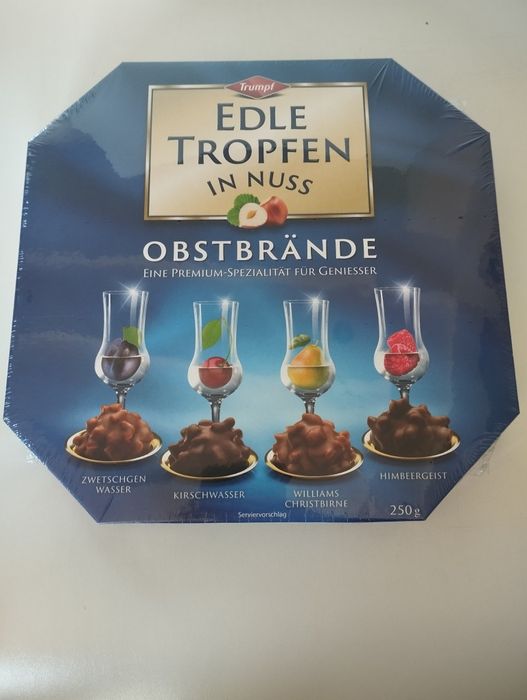 Trumpf
EDLE
TROPFEN
IN NUSS
OBSTBRÄNDE
EINE PREMIUM-SPEZIALITÄT FÜR GENIESSER
ZWETSCHGEN
WASSER
KIRSCHWASSER
WILLIAMS
CHRISTBIRNE
HIMBEERGEIST
Serviervorschlag
250 g